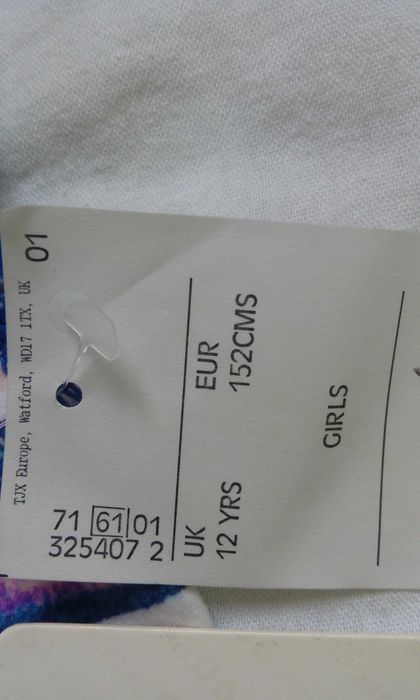 TJX Europe, Watford, WD17 1TX, UK
01
71 61 01
325407 2
UK EUR
12 YRS 152CMS
GIRLS